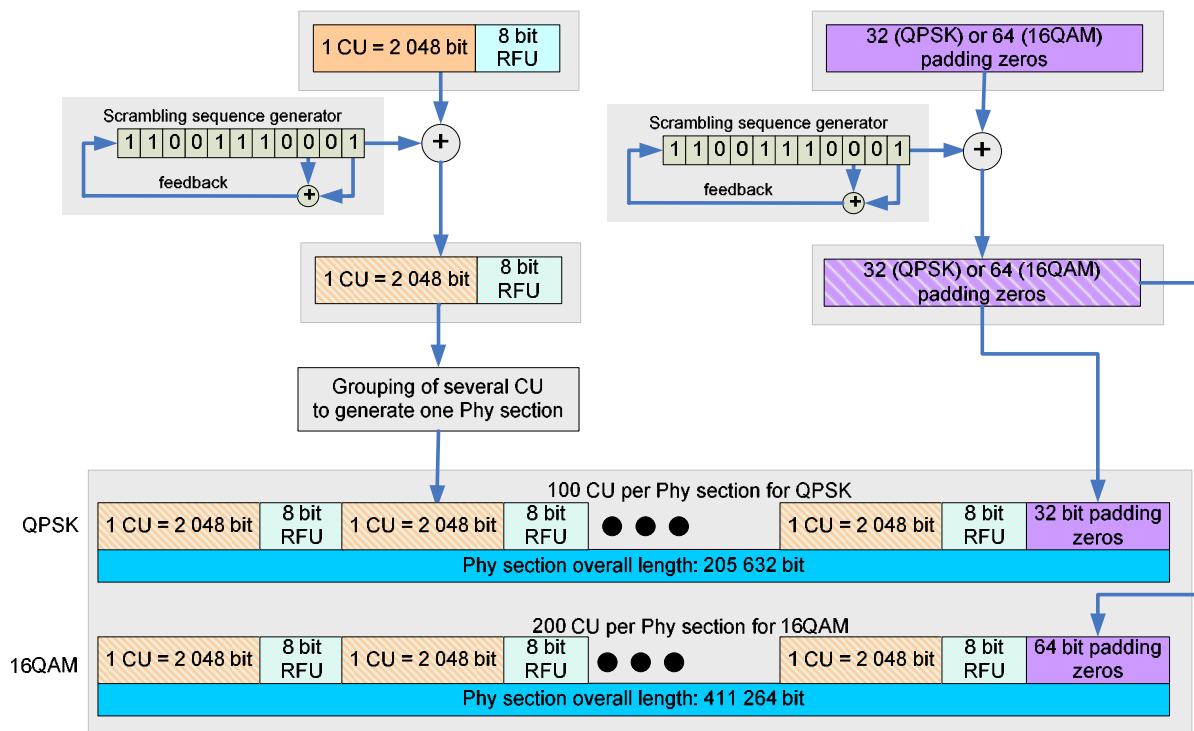 1 CU = 2 048 bit
8 bit
RFU
32 (QPSK) or 64 (16QAM)
padding zeros
Scrambling sequence generator
1 1 0 0 1 1 1 0 0 0 1
+
feedback
+
Scrambling sequence generator
1 1 0 0 1 1 1 0 0 0 1
+
feedback
+
1 CU = 2 048 bit
8 bit
RFU
32 (QPSK) or 64 (16QAM)
padding zeros
Grouping of several CU
to generate one Phy section
100 CU per Phy section for QPSK
QPSK
1 CU = 2 048 bit
8 bit
RFU
1 CU = 2 048 bit
8 bit
RFU
1 CU = 2 048 bit
8 bit
RFU
32 bit padding
zeros
Phy section overall length: 205 632 bit
200 CU per Phy section for 16QAM
16QAM
1 CU = 2 048 bit
8 bit
RFU
1 CU = 2 048 bit
8 bit
RFU
1 CU = 2 048 bit
8 bit
RFU
64 bit padding
zeros
Phy section overall length: 411 264 bit